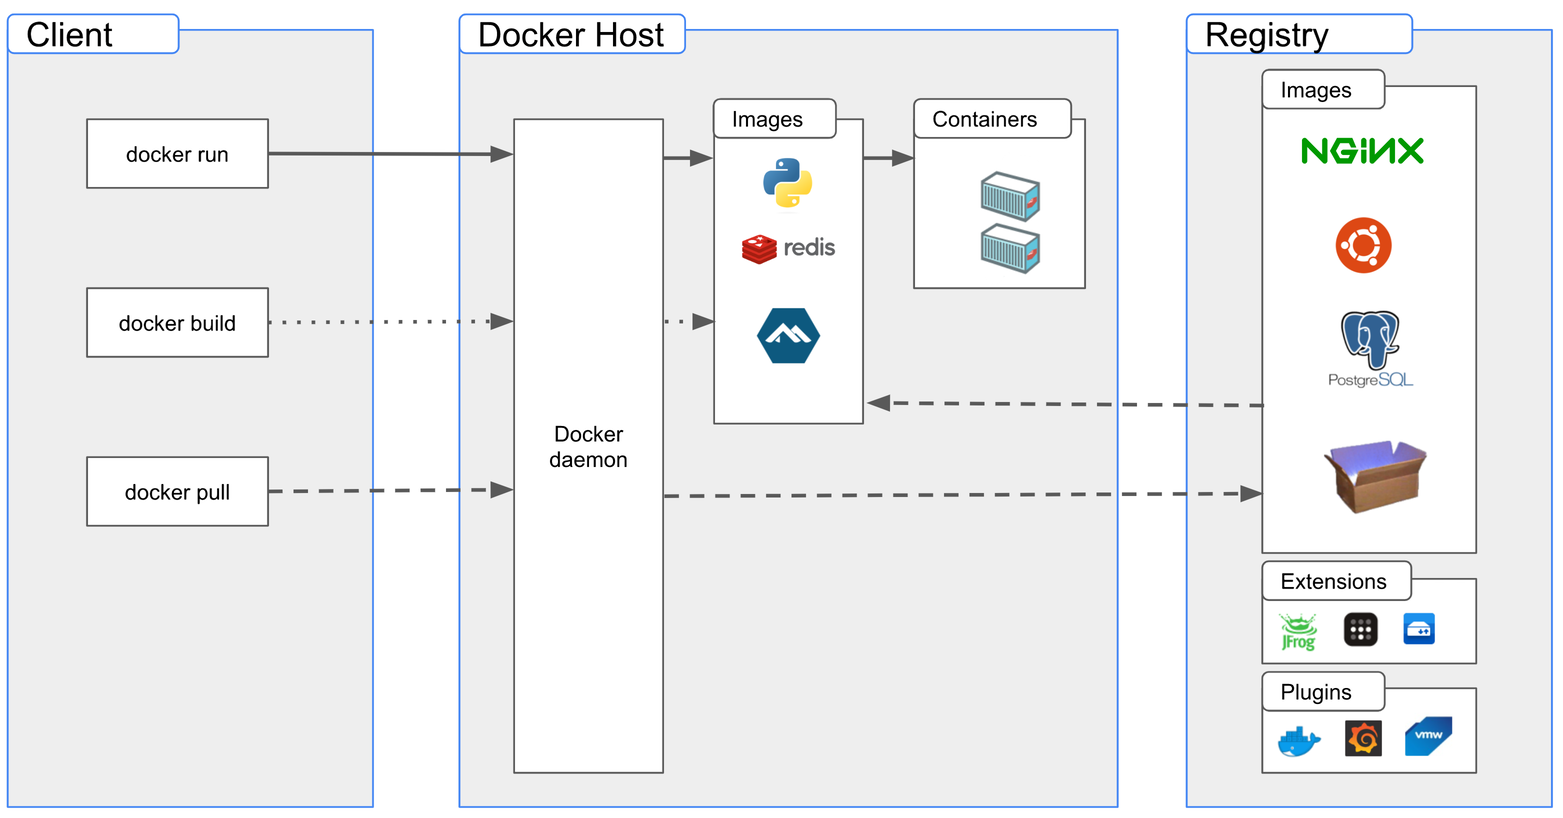 Client
docker run
docker build
docker pull
Docker Host
Docker
daemon
Images
redis
Containers
Registry
Images
NGINX
PostgreSQL
Extensions
JFrog
Plugins
vmw